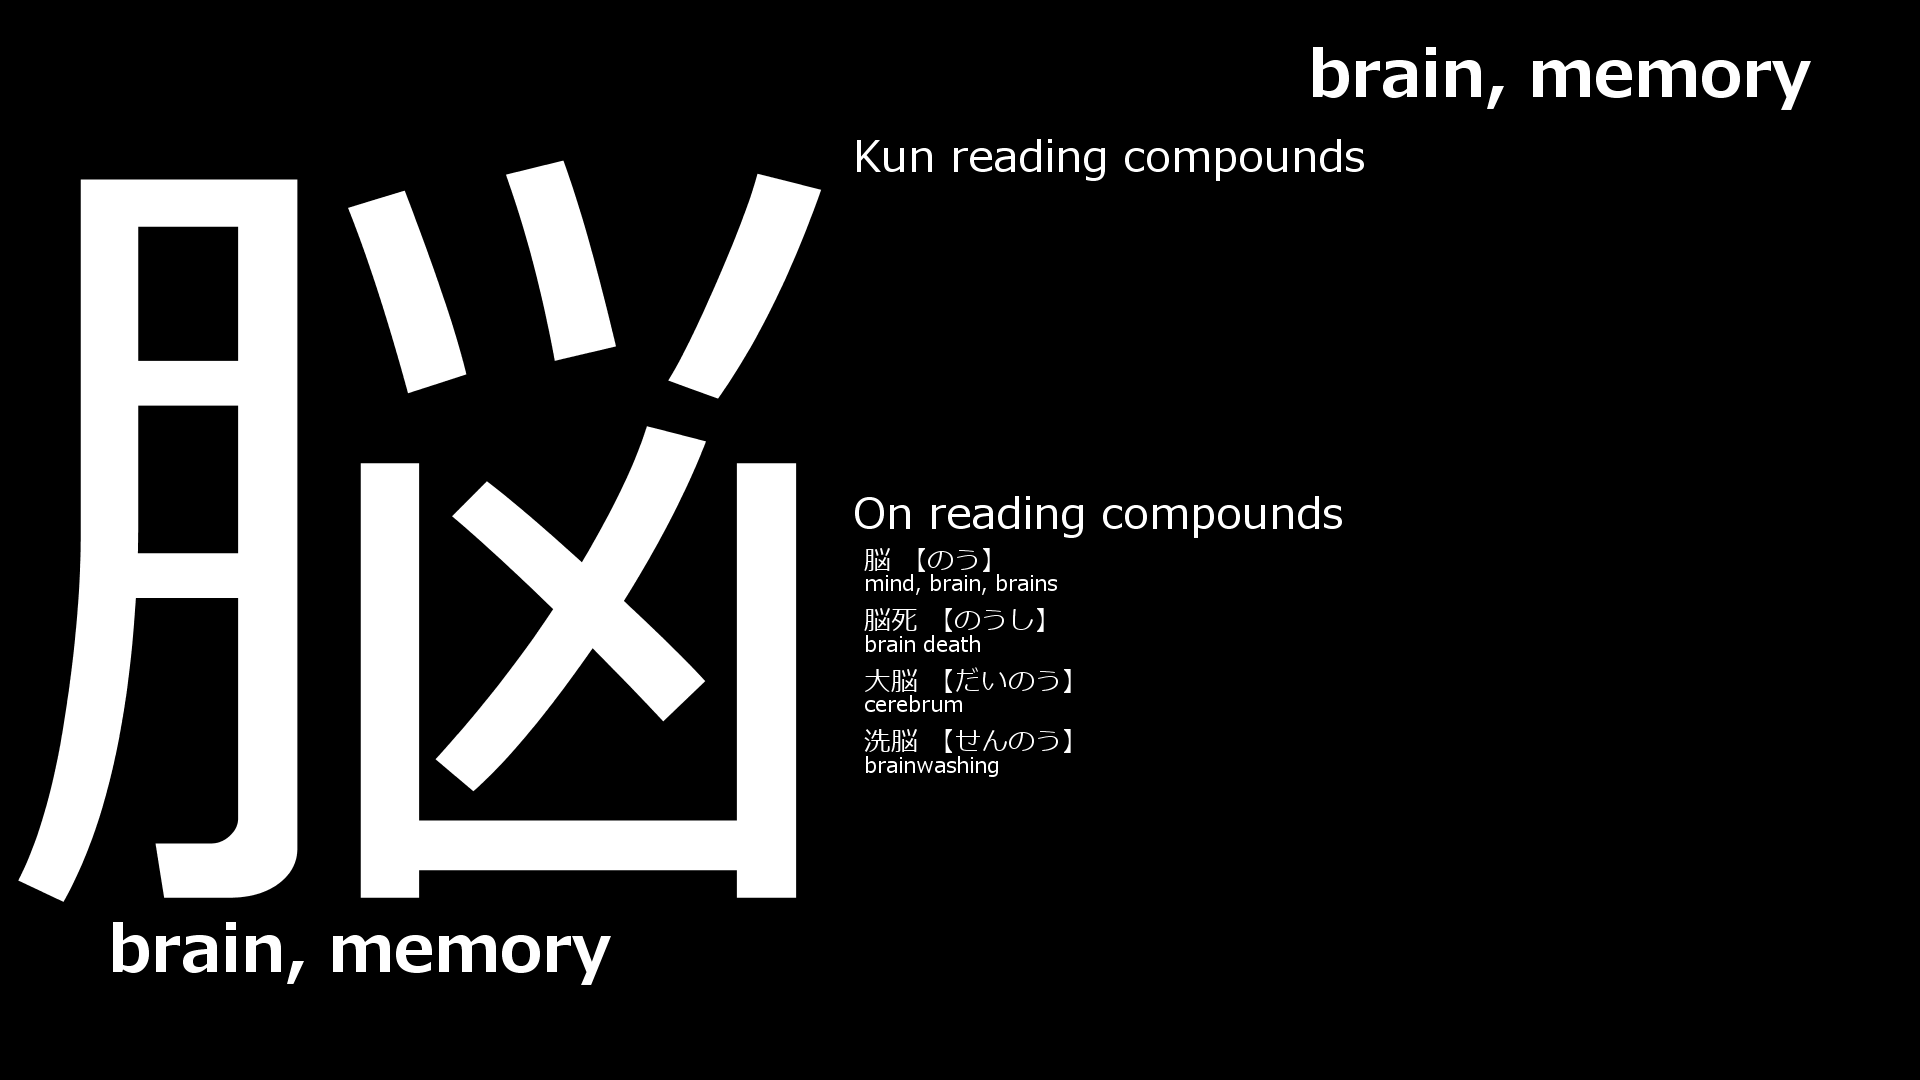 脳
brain, memory
brain, memory
Kun reading compounds
On reading compounds
脳 【のう】
mind, brain, brains
脳死 【のうし】
brain death
大脳 【だいのう】
cerebrum
洗脳 【せんのう】
brainwashing